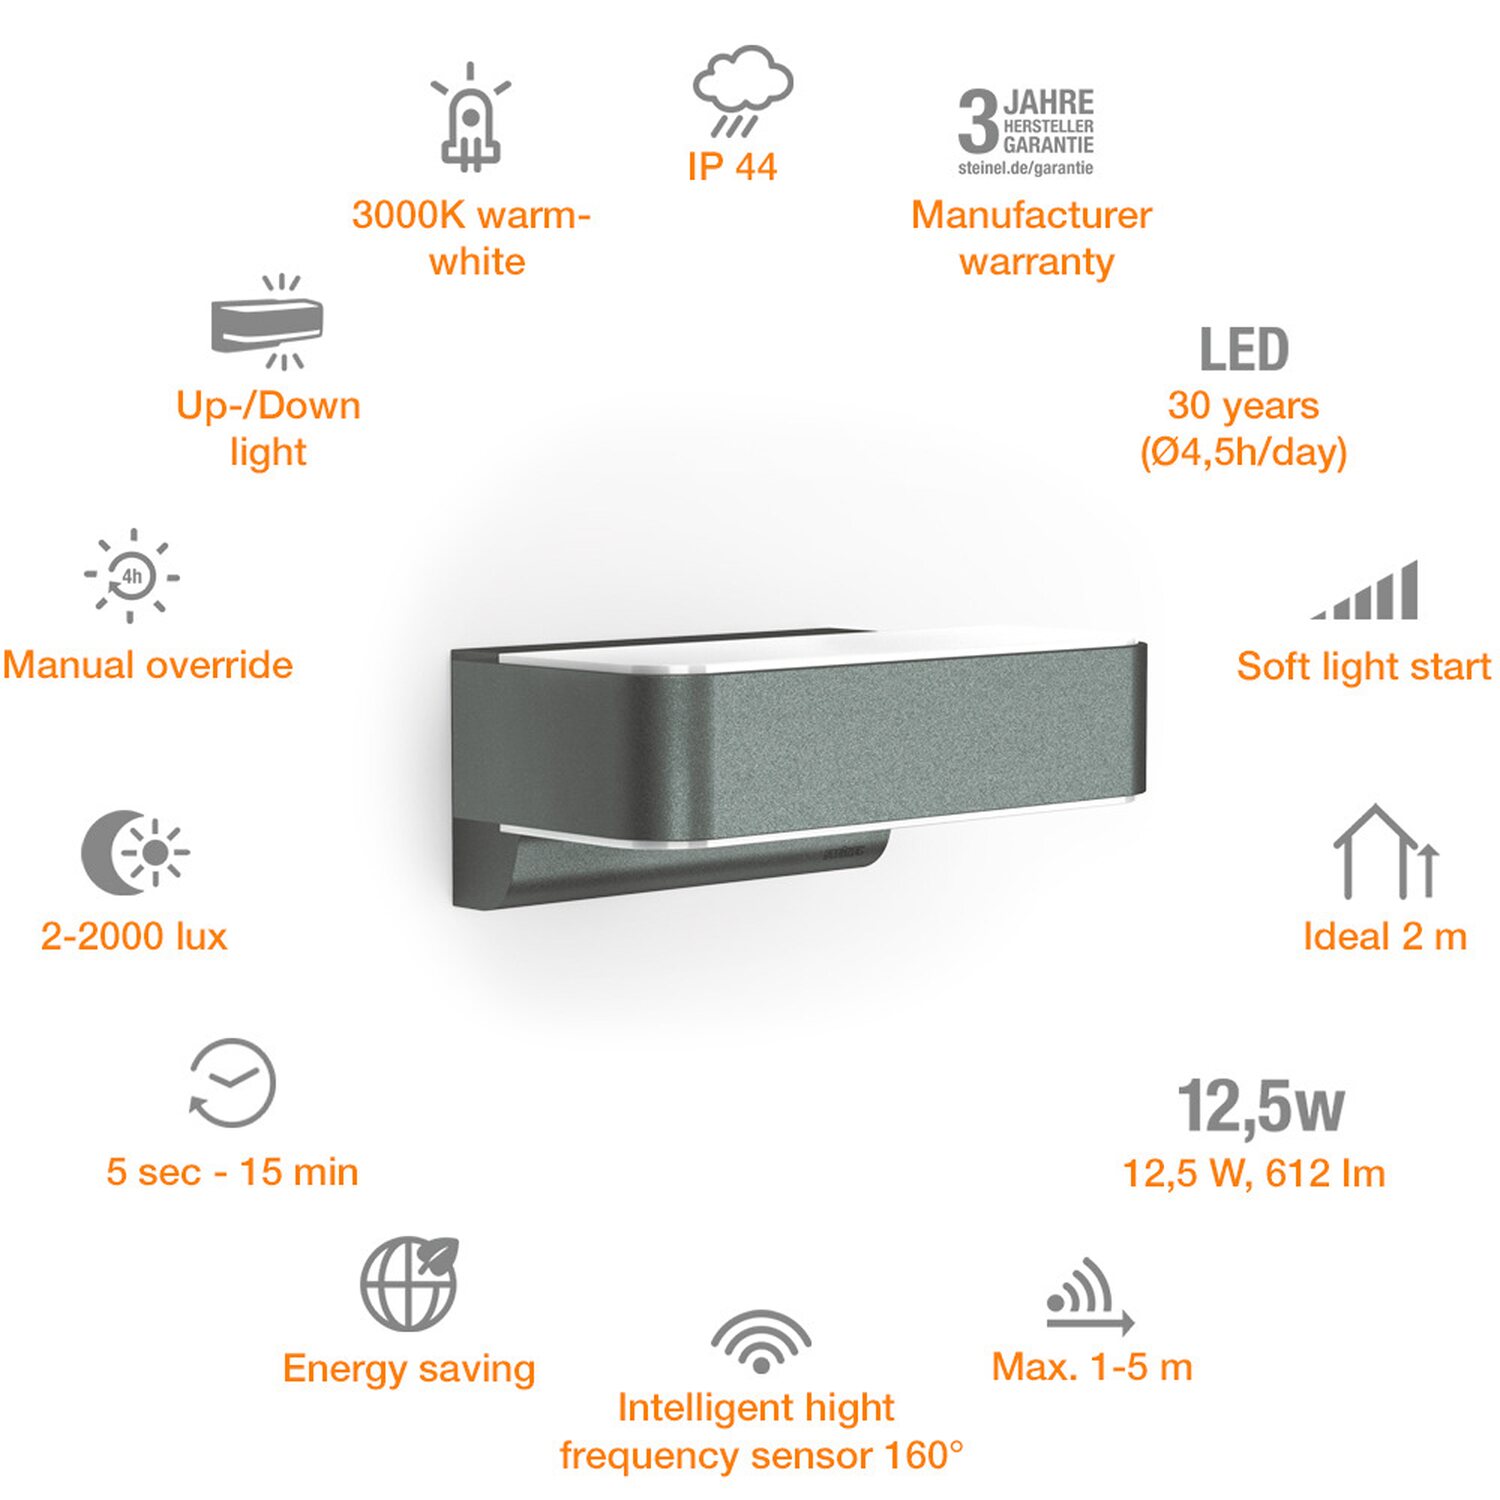 IP 44
3 JAHRE
HERSTELLER
GARANTIE
steinel.de/garantie
3000K warm-
white
Manufacturer
warranty
Up-/Down
light
LED
30 years
(Ø4,5h/day)
4h
Manual override
Soft light start
2-2000 lux
Ideal 2 m
5 sec - 15 min
12,5w
12,5 W, 612 lm
Energy saving
Max. 1-5 m
Intelligent hight
frequency sensor 160°